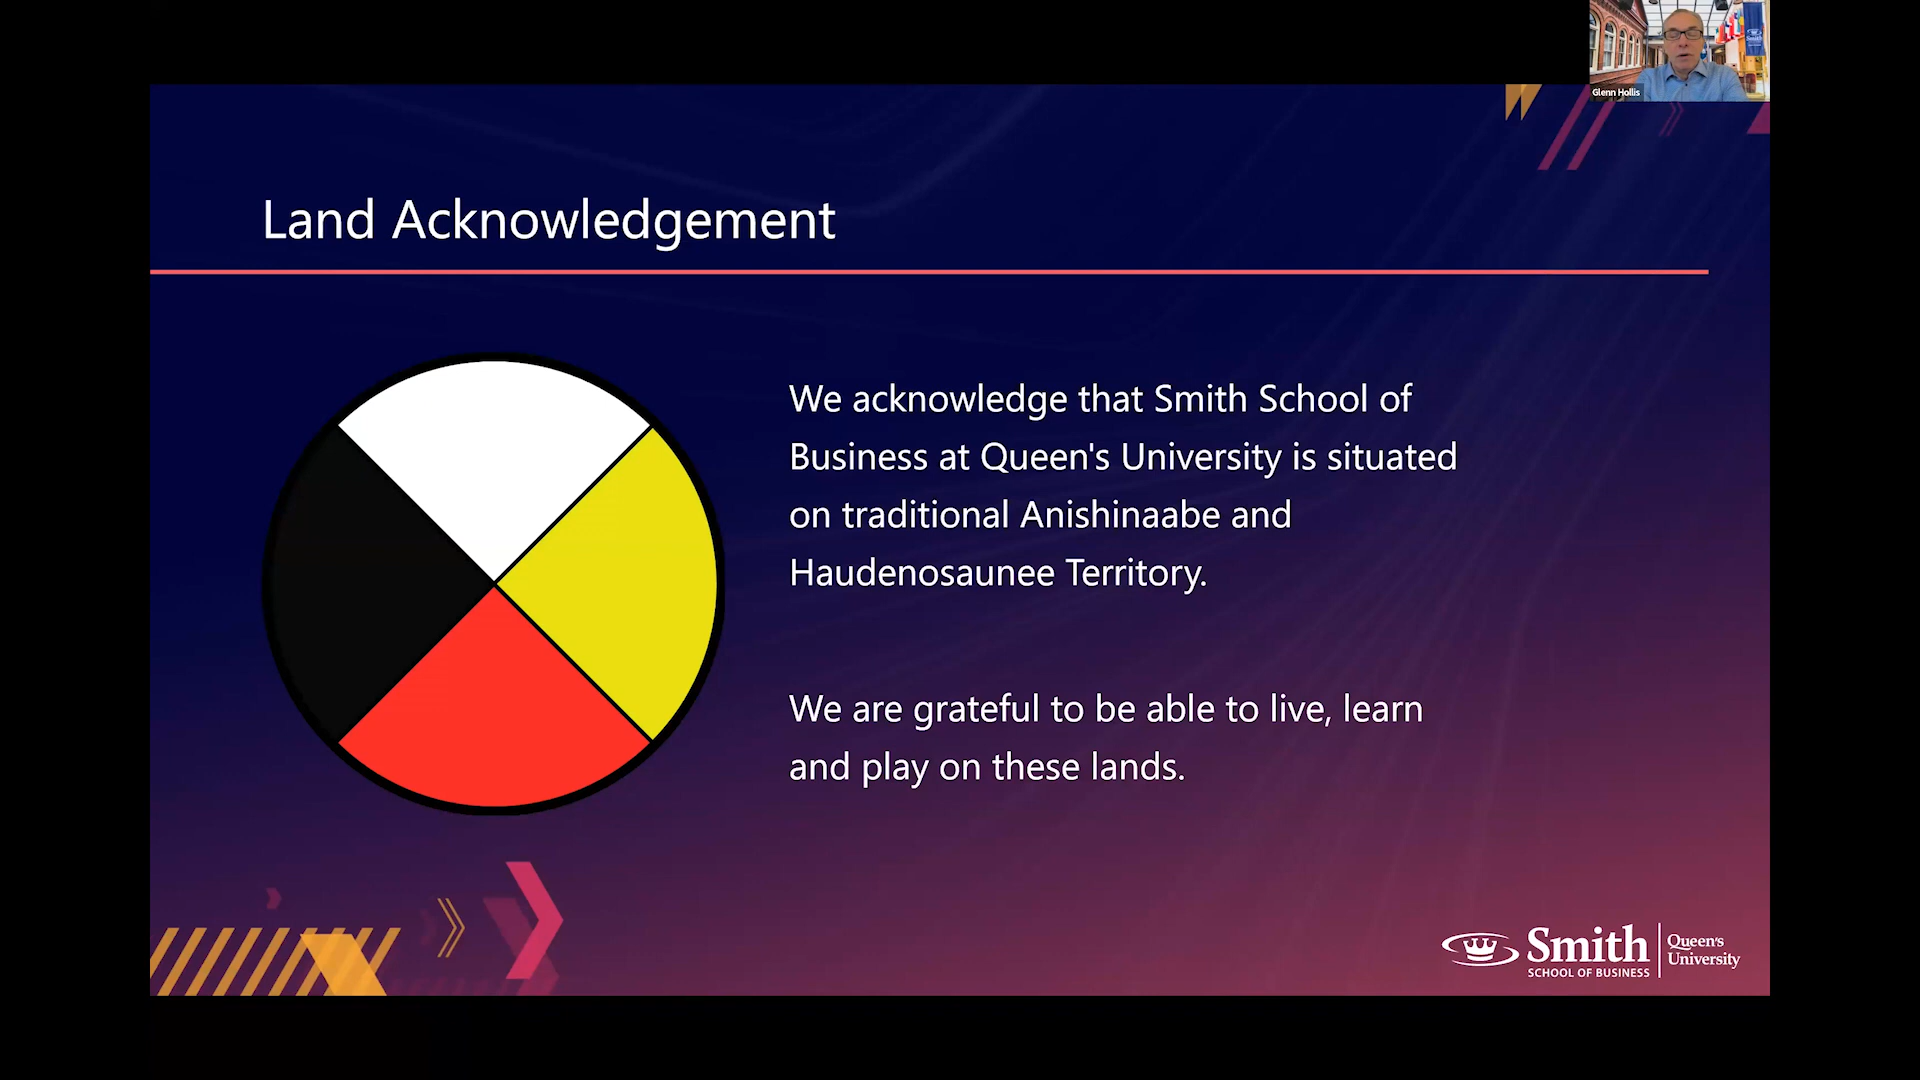 Glenn Hollis
Smith
Land Acknowledgement
We acknowledge that Smith School of
Business at Queen's University is situated
on traditional Anishinaabe and
Haudenosaunee Territory.
We are grateful to be able to live, learn
and play on these lands.
Smith
SCHOOL OF BUSINESS
Queen's
University